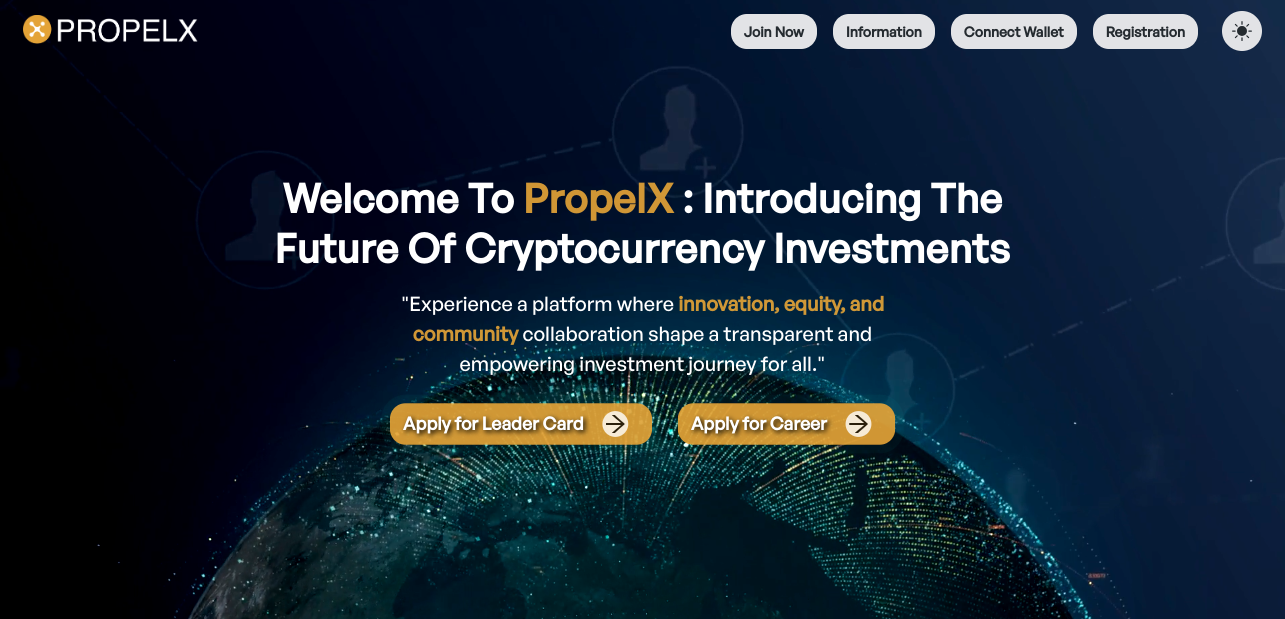 PROPELX
Join Now
Information
Connect Wallet
Registration
Welcome To PropelX : Introducing The
Future Of Cryptocurrency Investments
"Experience a platform where innovation, equity, and
community collaboration shape a transparent and
empowering investment journey for all."
Apply for Leader Card
Apply for Career